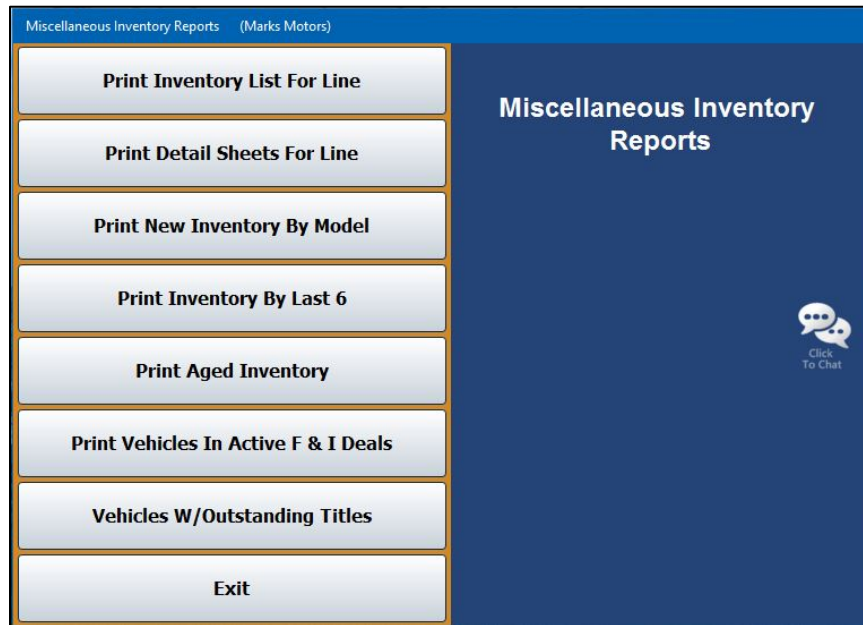 Miscellaneous Inventory Reports (Marks Motors)
Print Inventory List For Line
Print Detail Sheets For Line
Print New Inventory By Model
Print Inventory By Last 6
Print Aged Inventory
Print Vehicles In Active F & I Deals
Vehicles W/Outstanding Titles
Exit
Miscellaneous Inventory
Reports
Click
To Chat